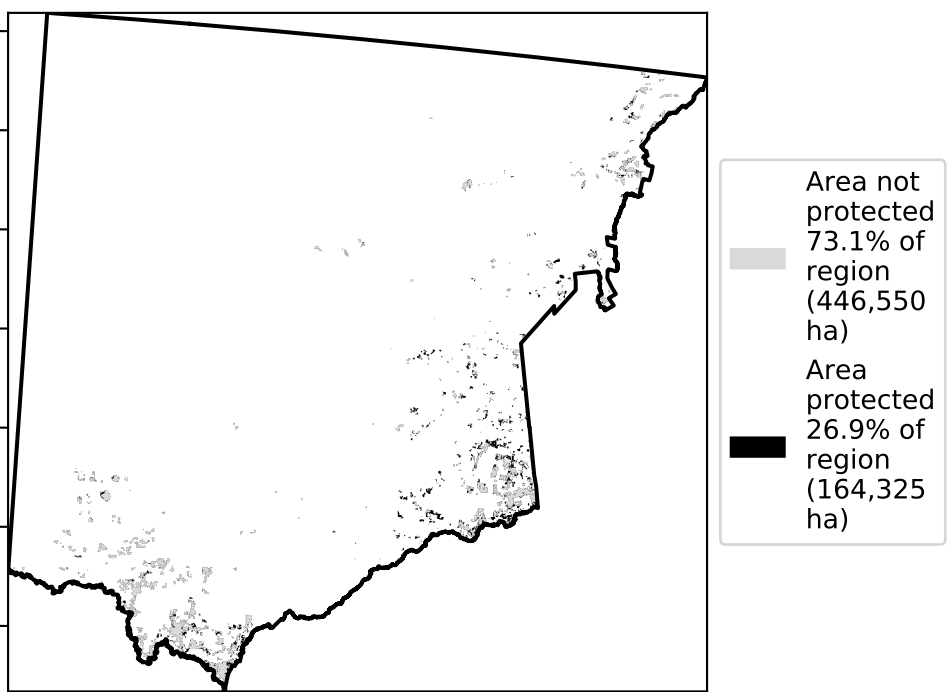 Area not
protected
73.1% of
region
(446,550
ha)
Area
protected
26.9% of
region
(164,325
ha)